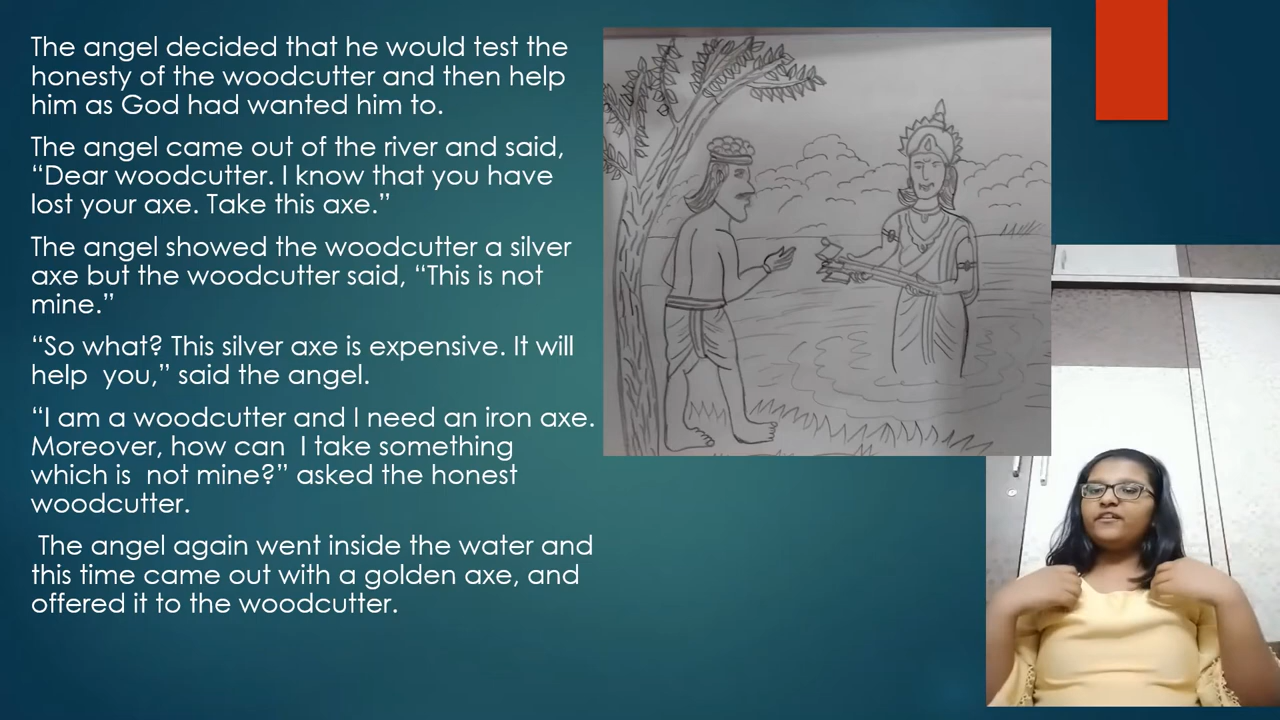 The angel decided that he would test the
honesty of the woodcutter and then help
him as God had wanted him to.
The angel came out of the river and said,
“Dear woodcutter. I know that you have
lost your axe. Take this axe.”
The angel showed the woodcutter a silver
axe but the woodcutter said, “This is not
mine.”
“So what? This silver axe is expensive. It will
help  you,” said the angel.
“I am a woodcutter and I need an iron axe.
Moreover, how can  I take something
which is  not mine?” asked the honest
woodcutter.
The angel again went inside the water and
this time came out with a golden axe, and
offered it to the woodcutter.